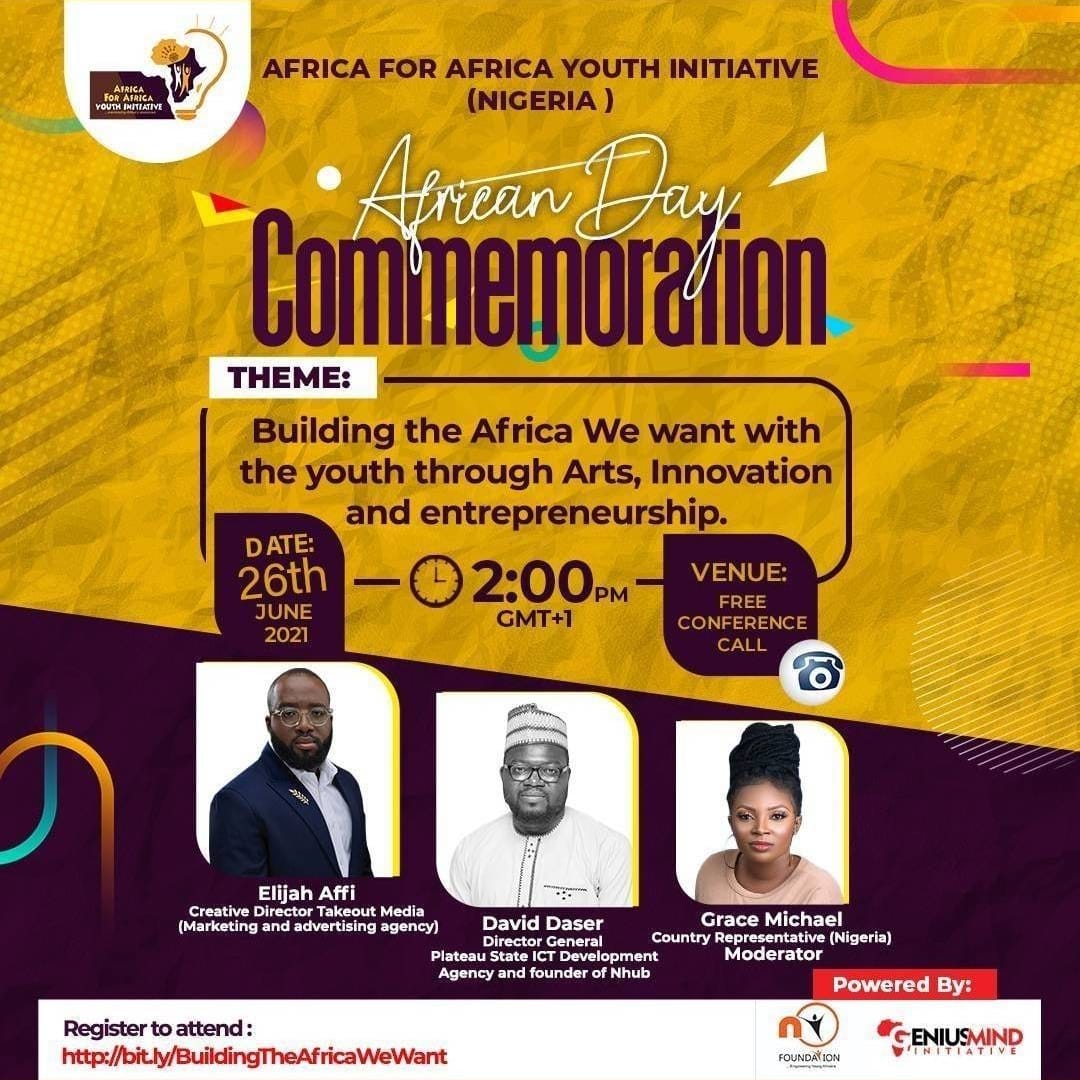 AFRICA
FOR AFRICA
YOUTH INITIATIVE
AFRICA FOR AFRICA YOUTH INITIATIVE
(NIGERIA )
African Day
Commemoration
THEME:
Building the Africa We want with
the youth through Arts, Innovation
and entrepreneurship.
DATE:
26th
JUNE
2021
2:00PM
GMT+1
VENUE:
FREE
CONFERENCE
CALL
Elijah Affi
Creative Director Takeout Media
(Marketing and advertising agency)
David Daser
Director General
Plateau State ICT Development
Agency and founder of Nhub
Grace Michael
Country Representative (Nigeria)
Moderator
Powered By:
Register to attend :
http://bit.ly/BuildingTheAfricaWeWant
FOUNDATION
GENIUSMIND
INITIATIVE